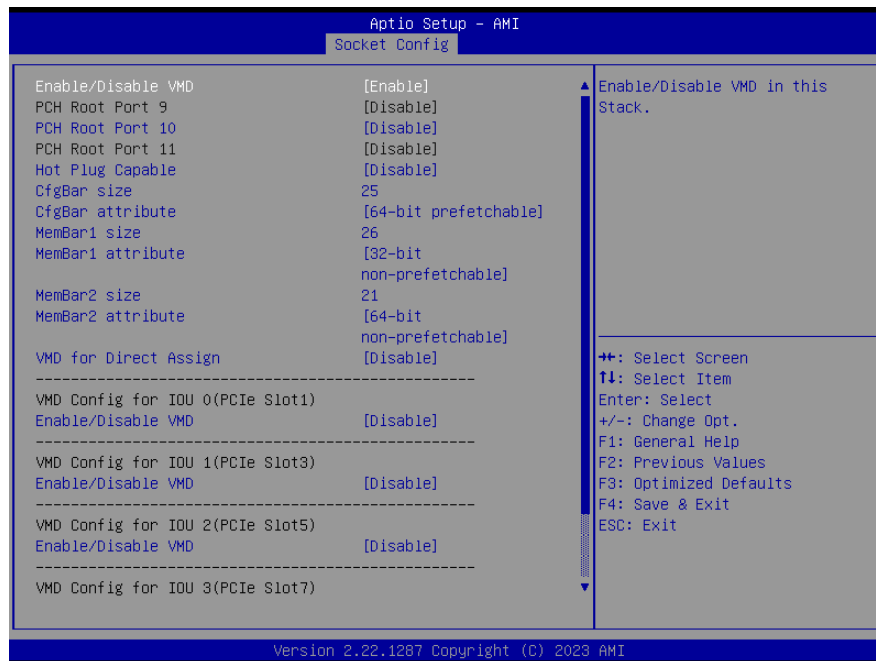 Aptio Setup – AMI
Socket Config
Enable/Disable VMD [Enable]
PCH Root Port 9 [Disable]
PCH Root Port 10 [Disable]
PCH Root Port 11 [Disable]
Hot Plug Capable [Disable]
CfgBar size 25
CfgBar attribute [64-bit prefetchable]
MemBar1 size 26
MemBar1 attribute [32-bit
non-prefetchable]
MemBar2 size 21
MemBar2 attribute [64-bit
non-prefetchable]
VMD for Direct Assign [Disable]
VMD Config for IOU 0(PCIe Slot1)
Enable/Disable VMD [Disable]
VMD Config for IOU 1(PCIe Slot3)
Enable/Disable VMD [Disable]
VMD Config for IOU 2(PCIe Slot5)
Enable/Disable VMD [Disable]
VMD Config for IOU 3(PCIe Slot7)
Enable/Disable VMD in this
Stack.
→←: Select Screen
↑↓: Select Item
Enter: Select
+/-: Change Opt.
F1: General Help
F2: Previous Values
F3: Optimized Defaults
F4: Save & Exit
ESC: Exit
Version 2.22.1287 Copyright (C) 2023 AMI